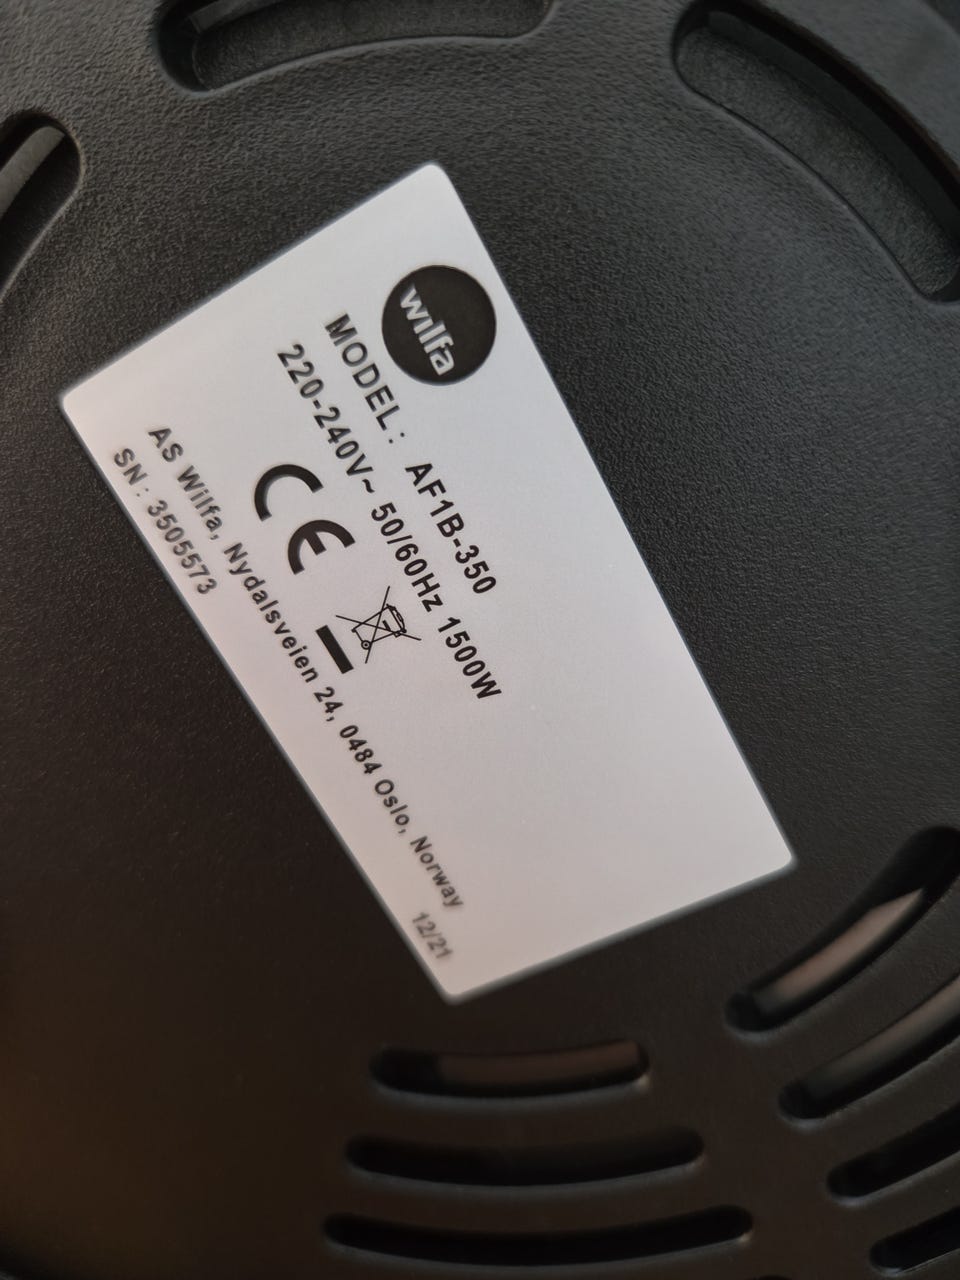 wilfa
MODEL: AF1B-350
220-240V~ 50/60Hz 1500W
CE
AS Wilfa, Nydalsveien 24, 0484 Oslo, Norway
SN: 3505573 12/21